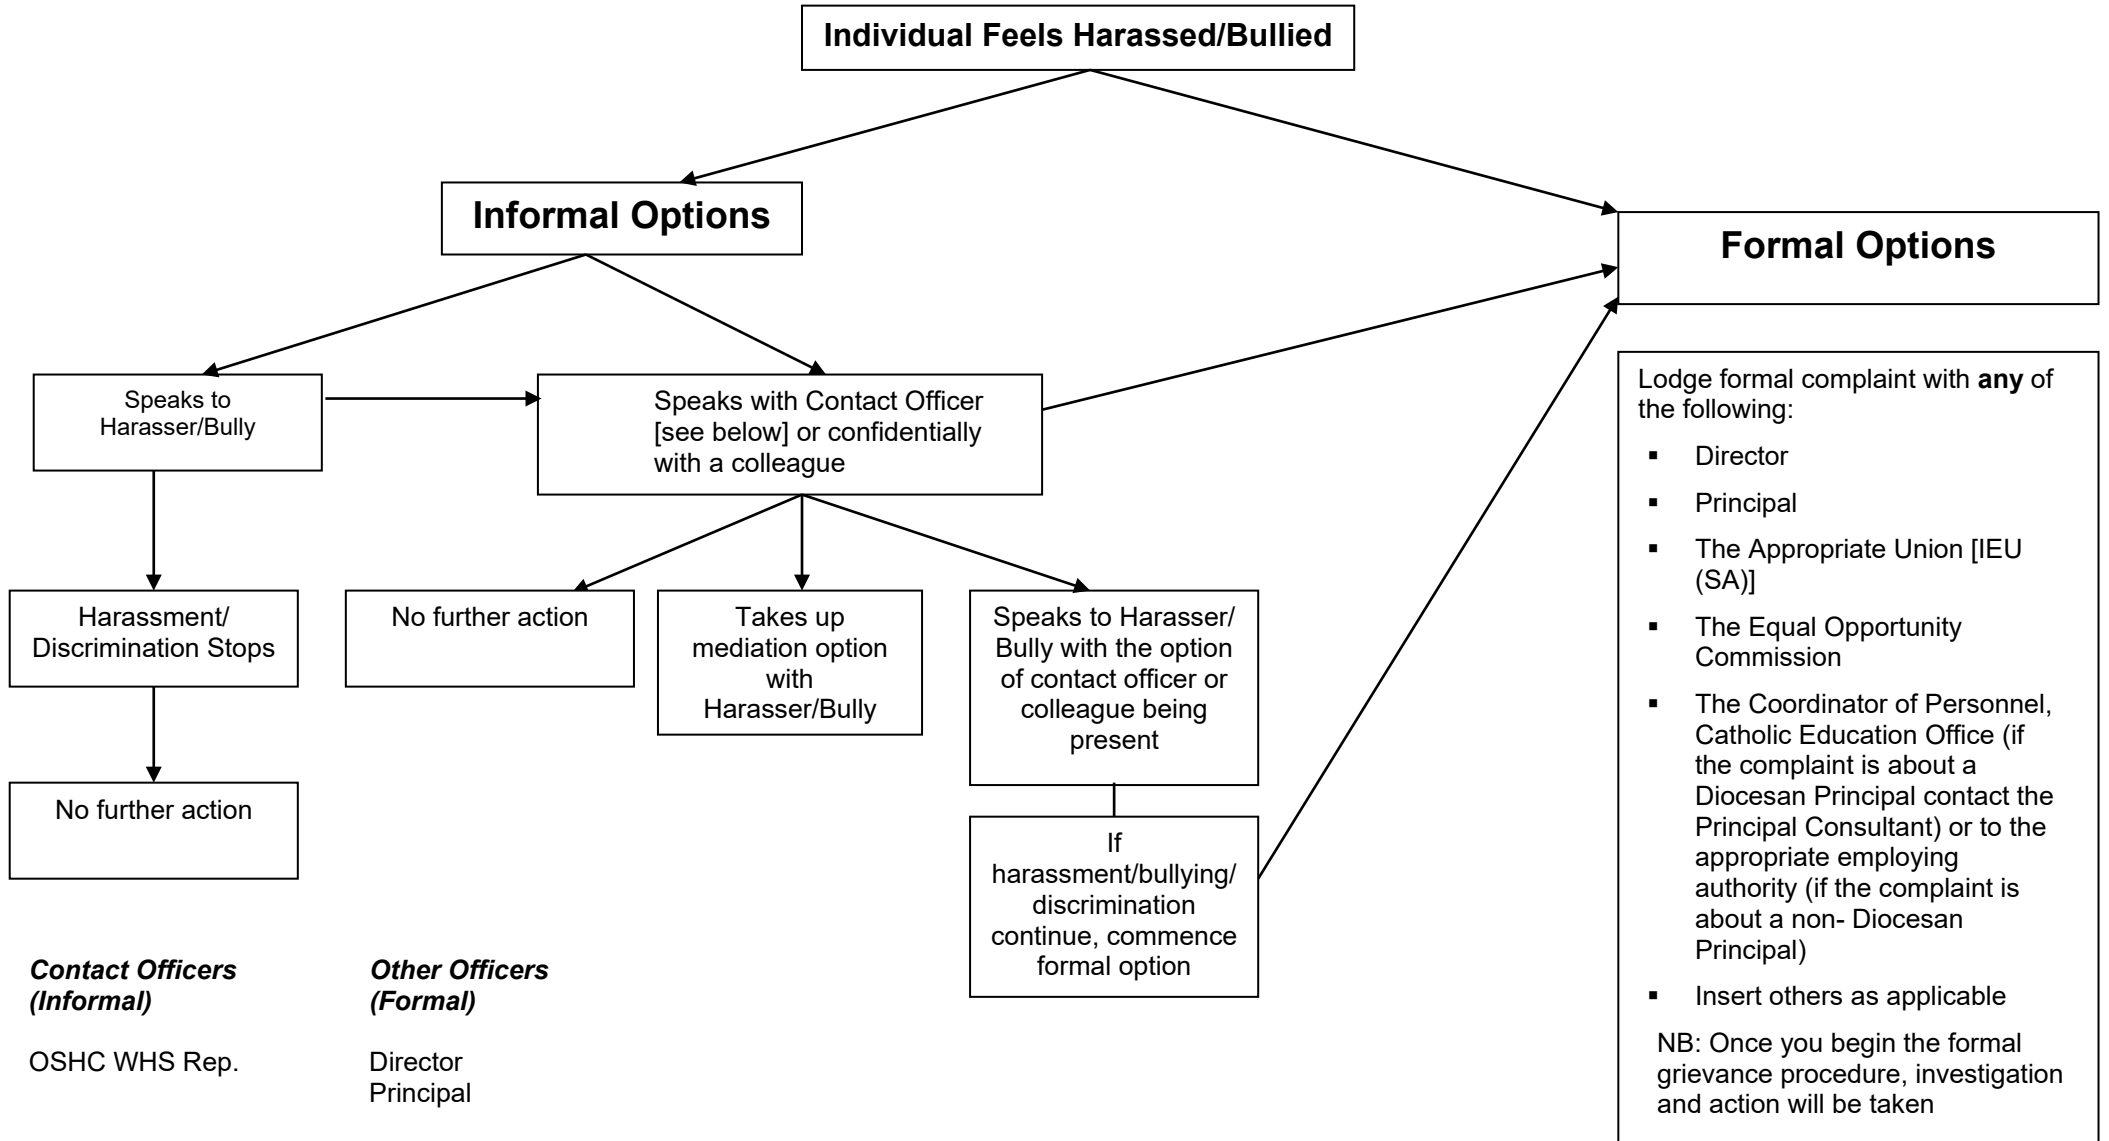 Individual Feels Harassed/Bullied
Informal Options
Formal Options
Speaks to
Harasser/Bully
Speaks with Contact Officer
[see below] or confidentially
with a colleague
Harassment/
Discrimination Stops
No further action
No further action
Takes up
mediation option
with
Harasser/Bully
Speaks to Harasser/
Bully with the option
of contact officer or
colleague being
present
If
harassment/bullying/
discrimination
continue, commence
formal option
Lodge formal complaint with any of
the following:
▪ Director
▪ Principal
▪ The Appropriate Union [IEU
(SA)]
▪ The Equal Opportunity
Commission
▪ The Coordinator of Personnel,
Catholic Education Office (if
the complaint is about a
Diocesan Principal contact the
Principal Consultant) or to the
appropriate employing
authority (if the complaint is
about a non- Diocesan
Principal)
▪ Insert others as applicable
NB: Once you begin the formal
grievance procedure, investigation
and action will be taken
Contact Officers
(Informal)
OSHC WHS Rep.
Other Officers
(Formal)
Director
Principal